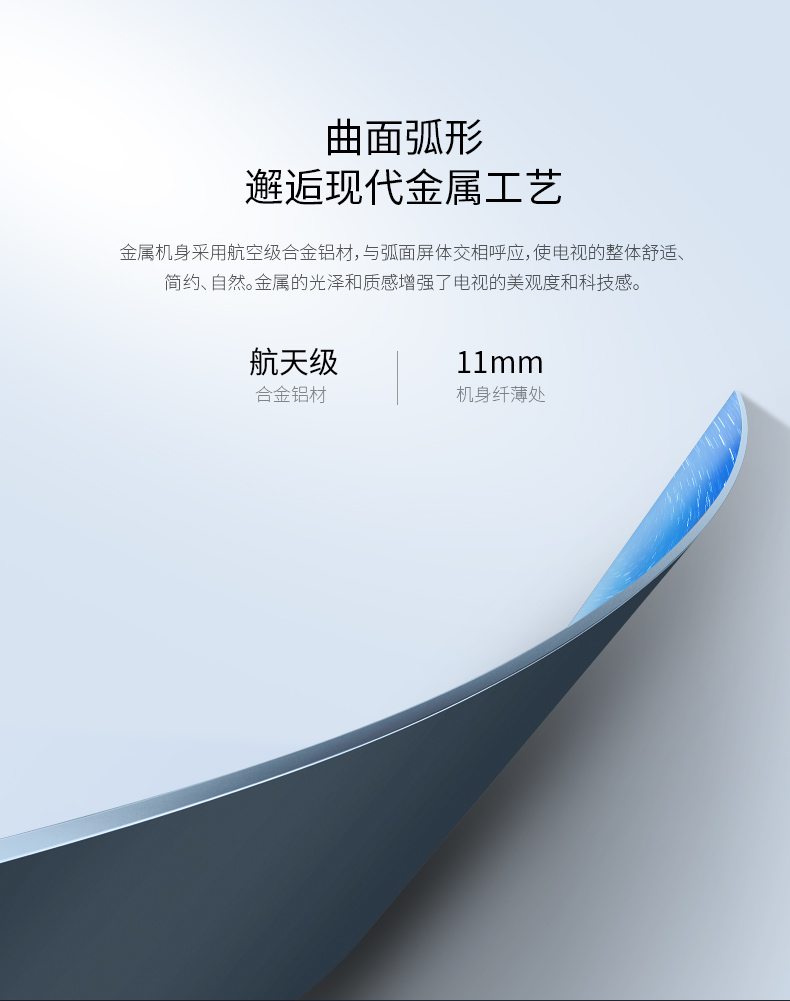 曲面弧形
邂逅现代金属工艺
金属机身采用航空级合金铝材，与弧面屏体交相呼应，使电视的整体舒适、
简约、自然。金属的光泽和质感增强了电视的美观度和科技感。
航天级
11mm
合金铝材
机身纤薄处